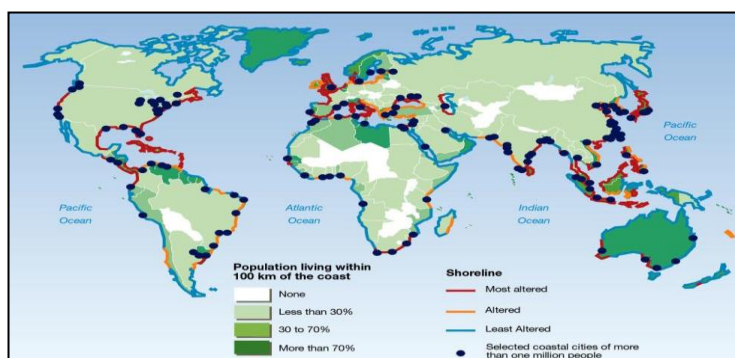 Pacific
Ocean
Pacific
Ocean
Atlantic
Ocean
Indian
Ocean
Population living within
100 km of the coast
None
Less than 30%
30 to 70%
More than 70%
Shoreline
Most altered
Altered
Least Altered
Selected coastal cities of more
than one million people